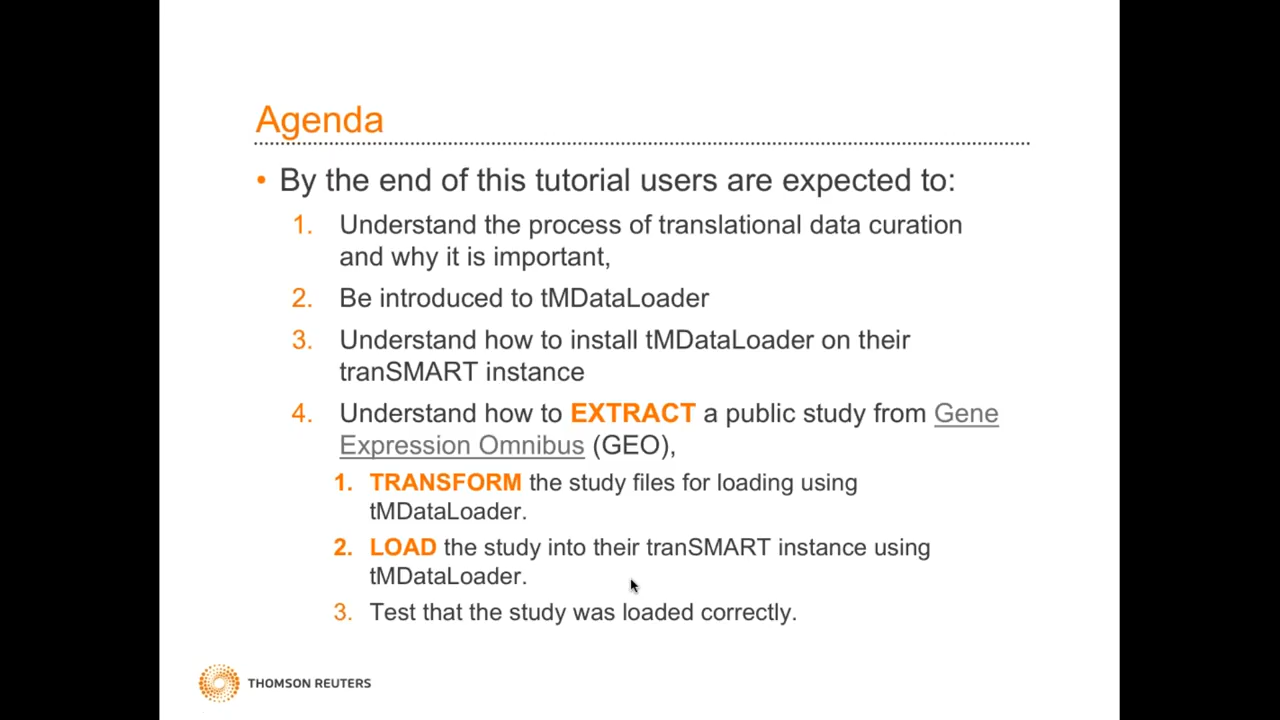 Agenda
• By the end of this tutorial users are expected to:
1. Understand the process of translational data curation
and why it is important,
2. Be introduced to tMDataLoader
3. Understand how to install tMDataLoader on their
tranSMART instance
4. Understand how to EXTRACT a public study from Gene
Expression Omnibus (GEO),
1. TRANSFORM the study files for loading using
tMDataLoader.
2. LOAD the study into their tranSMART instance using
tMDataLoader.
3. Test that the study was loaded correctly.
THOMSON REUTERS